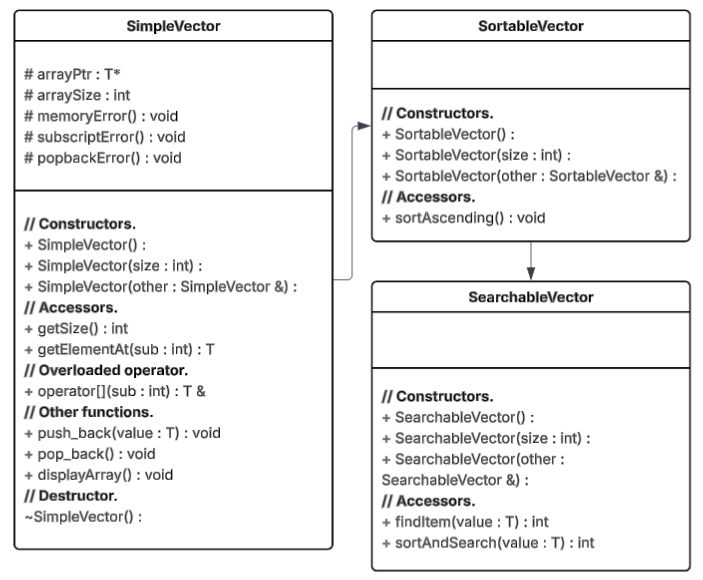 SimpleVector
# arrayPtr : T*
# arraySize : int
# memoryError() : void
# subscriptError() : void
# popbackError() : void
// Constructors.
+ SimpleVector() :
+ SimpleVector(size : int) :
+ SimpleVector(other : SimpleVector &) :
// Accessors.
+ getSize() : int
+ getElementAt(sub : int) : T
// Overloaded operator.
+ operator[](sub : int) : T &
// Other functions.
+ push_back(value : T) : void
+ pop_back() : void
+ displayArray() : void
// Destructor.
~SimpleVector() :
SortableVector
// Constructors.
+ SortableVector() :
+ SortableVector(size : int) :
+ SortableVector(other : SortableVector &) :
// Accessors.
+ sortAscending() : void
SearchableVector
// Constructors.
+ SearchableVector() :
+ SearchableVector(size : int) :
+ SearchableVector(other :
SearchableVector &) :
// Accessors.
+ findItem(value : T) : int
+ sortAndSearch(value : T) : int